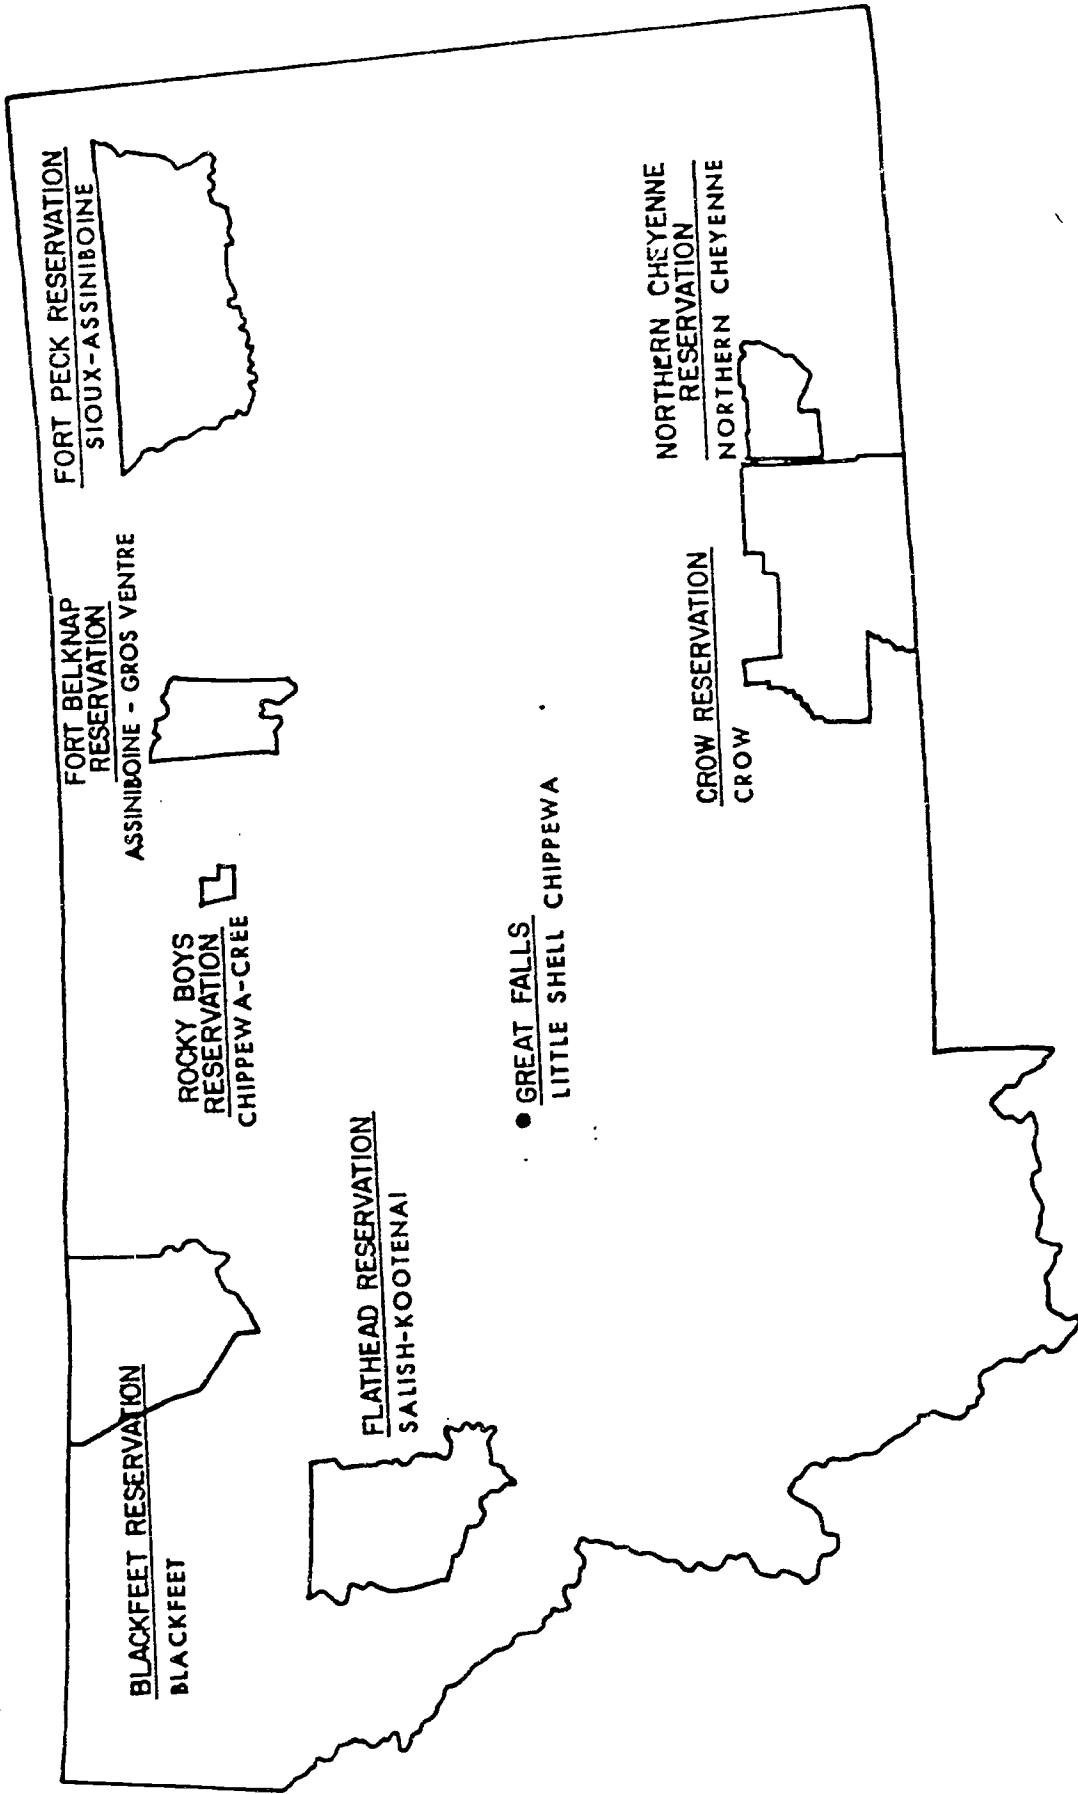 BLACKFEET RESERVATION
BLACKFEET
FLATHEAD RESERVATION
SALISH-KOOTENAI
ROCKY BOYS
RESERVATION
CHIPPEWA-CREE
FORT BELKNAP
RESERVATION
ASSINIBOINE - GROS VENTRE
FORT PECK RESERVATION
SIOUX-ASSINIBOINE
GREAT FALLS
LITTLE SHELL CHIPPEWA
CROW RESERVATION
CROW
NORTHERN CHEYENNE
RESERVATION
NORTHERN CHEYENNE